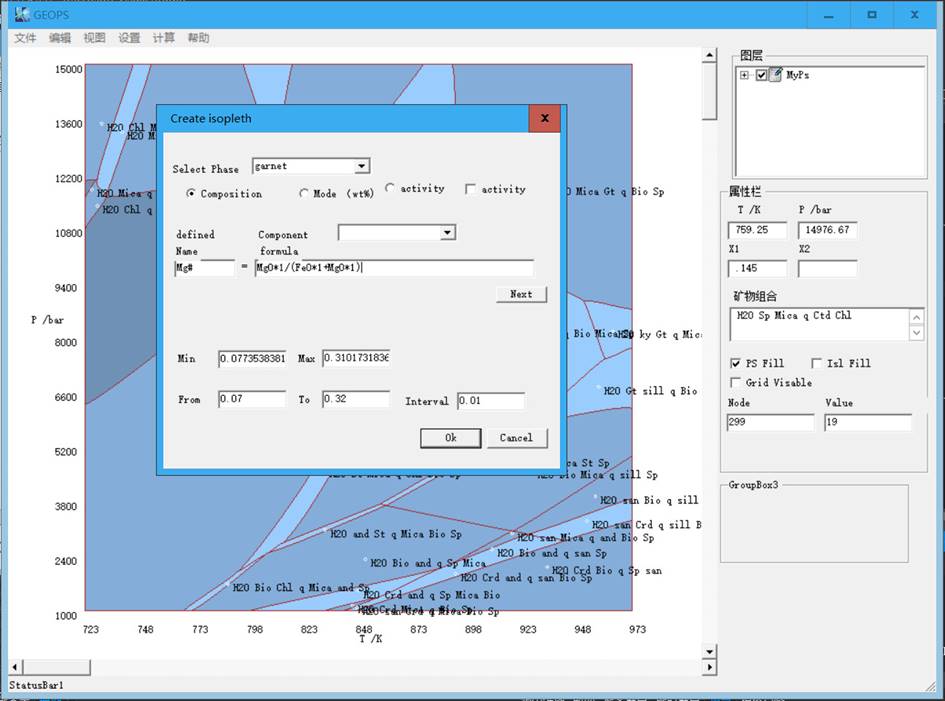 GEOPS
文件 编辑 视图 设置 计算 帮助
15000
13600
12200
10800
9400
P /bar
8000
6600
5200
3800
2400
1000
723 748 773 798 823 848 873 898 923 948 973
T /K
H2O Chl M
H2O M
H2O Mica q
H2O Chl q
O Mica Gt q Bio Sp
q Bio Mica
ky Gt q Mic
H2O Gt sill q Bio
ca St Sp
H2O Bio Mica q sill Sp
H2O san Bio q sill
H2O san Crd q sill B
H2O and St q Mica Bio Sp
H2O san Mica q and Bio Sp
H2O Bio and q san Sp
H2O Bio and q Sp Mica
H2O Crd Bio q Sp san
H2O Crd and q san Bio Sp
H2O Bio Chl q Mica and Sp
H2O Crd and q Sp Mica Bio
Create isopleth
X
Select Phase garnet
Composition Mode (wt%) activity activity
defined Component
Name formula
Mg# = MgO*1/(FeO*1+MgO*1)
Next
Min 0.0773538381 Max 0.3101731836
From 0.07 To 0.32 Interval 0.01
Ok Cancel
图层
MyPs
属性栏
T /K P /bar
759.25 14976.67
X1 X2
.145
矿物组合
H2O Sp Mica q Ctd Chl
PS Fill Isl Fill
Grid Visable
Node Value
299 19
GroupBox3
StatusBar1